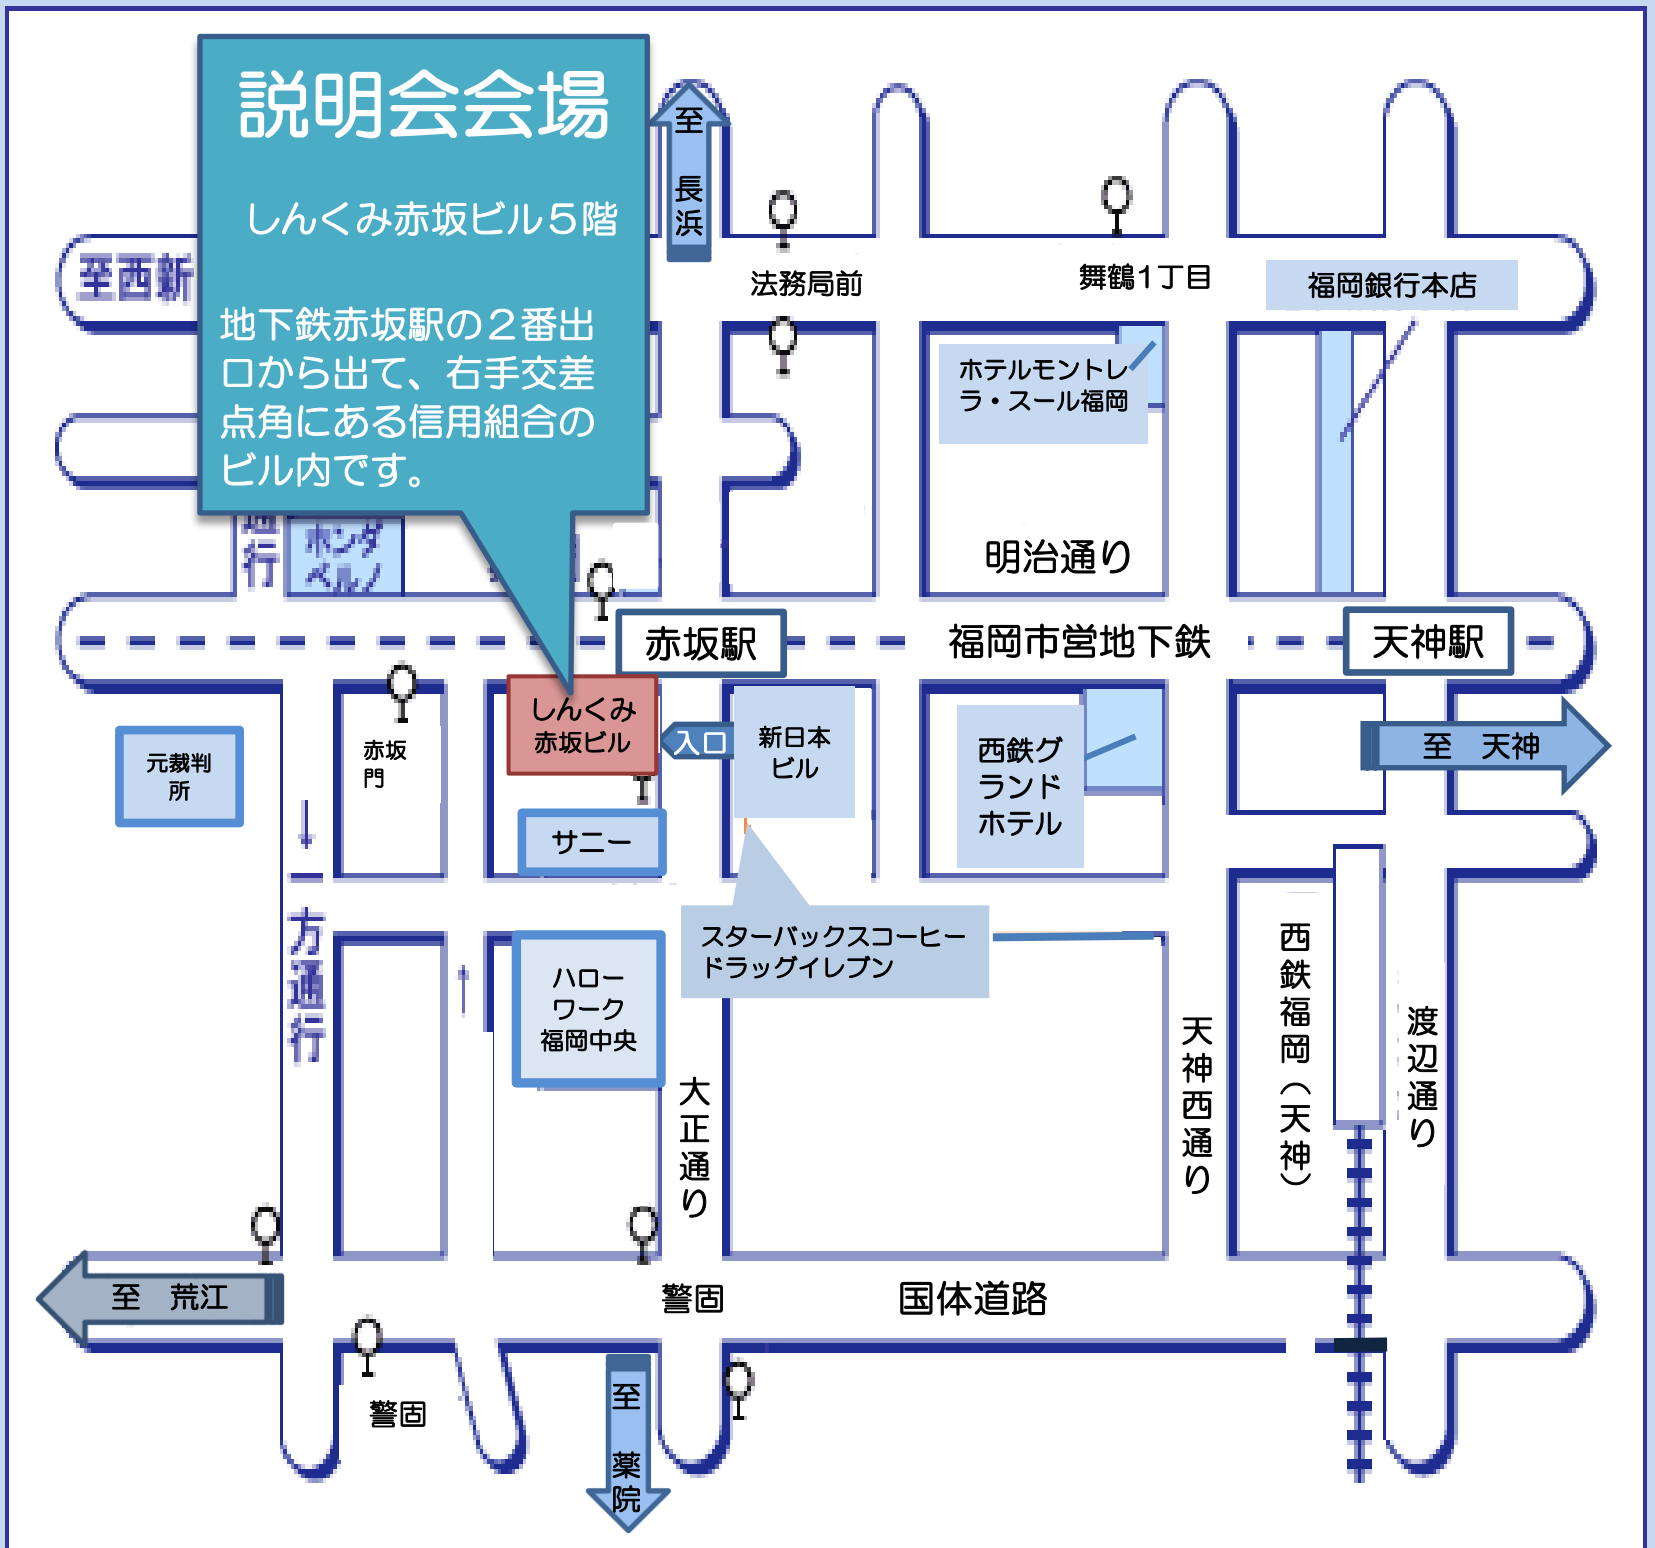 説明会会場
しんくみ赤坂ビル５階
地下鉄赤坂駅の２番出
口から出て、右手交差
点角にある信用組合の
ビル内です。
至
長
浜
至西新
法務局前
舞鶴1丁目
福岡銀行本店
ホテルモントレ
ラ・スール福岡
通
行
ホンダ
ベルノ
明治通り
赤坂駅
福岡市営地下鉄
天神駅
しんくみ
赤坂ビル
入口
新日本
ビル
西鉄グ
ランド
ホテル
至　天神
元裁判
所
赤坂
門
サニー
方通行
スターバックスコーヒー
ドラッグイレブン
ハロー
ワーク
福岡中央
大正通り
天神西通り
西鉄福岡（天神）
渡辺通り
至　荒江
警固
国体道路
警固
至
薬
院